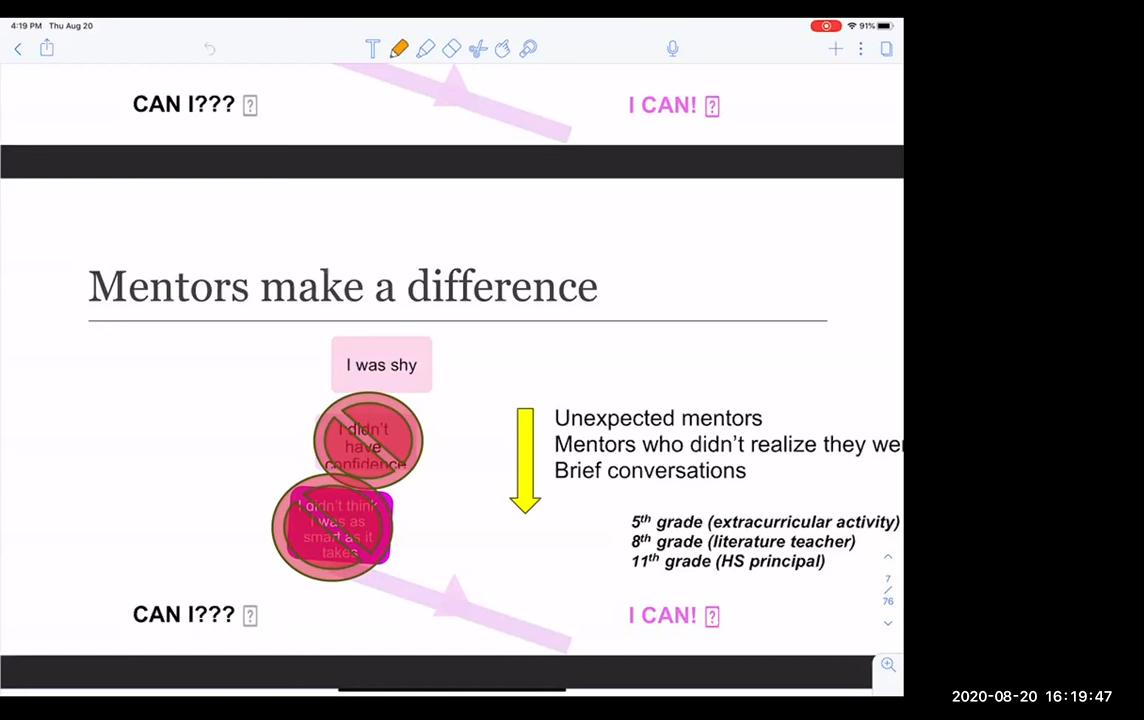 4:19 PM Thu Aug 20
91%
CAN I???
I CAN!
Mentors make a difference
I was shy
I didn't
have
confidence
I didn't think
I was as
smart as it
takes
Unexpected mentors
Mentors who didn't realize they
Brief conversations
5th grade (extracurricular activity)
8th grade (literature teacher)
11th grade (HS principal)
7
/
76
CAN I???
I CAN!
2020-08-20 16:19:47